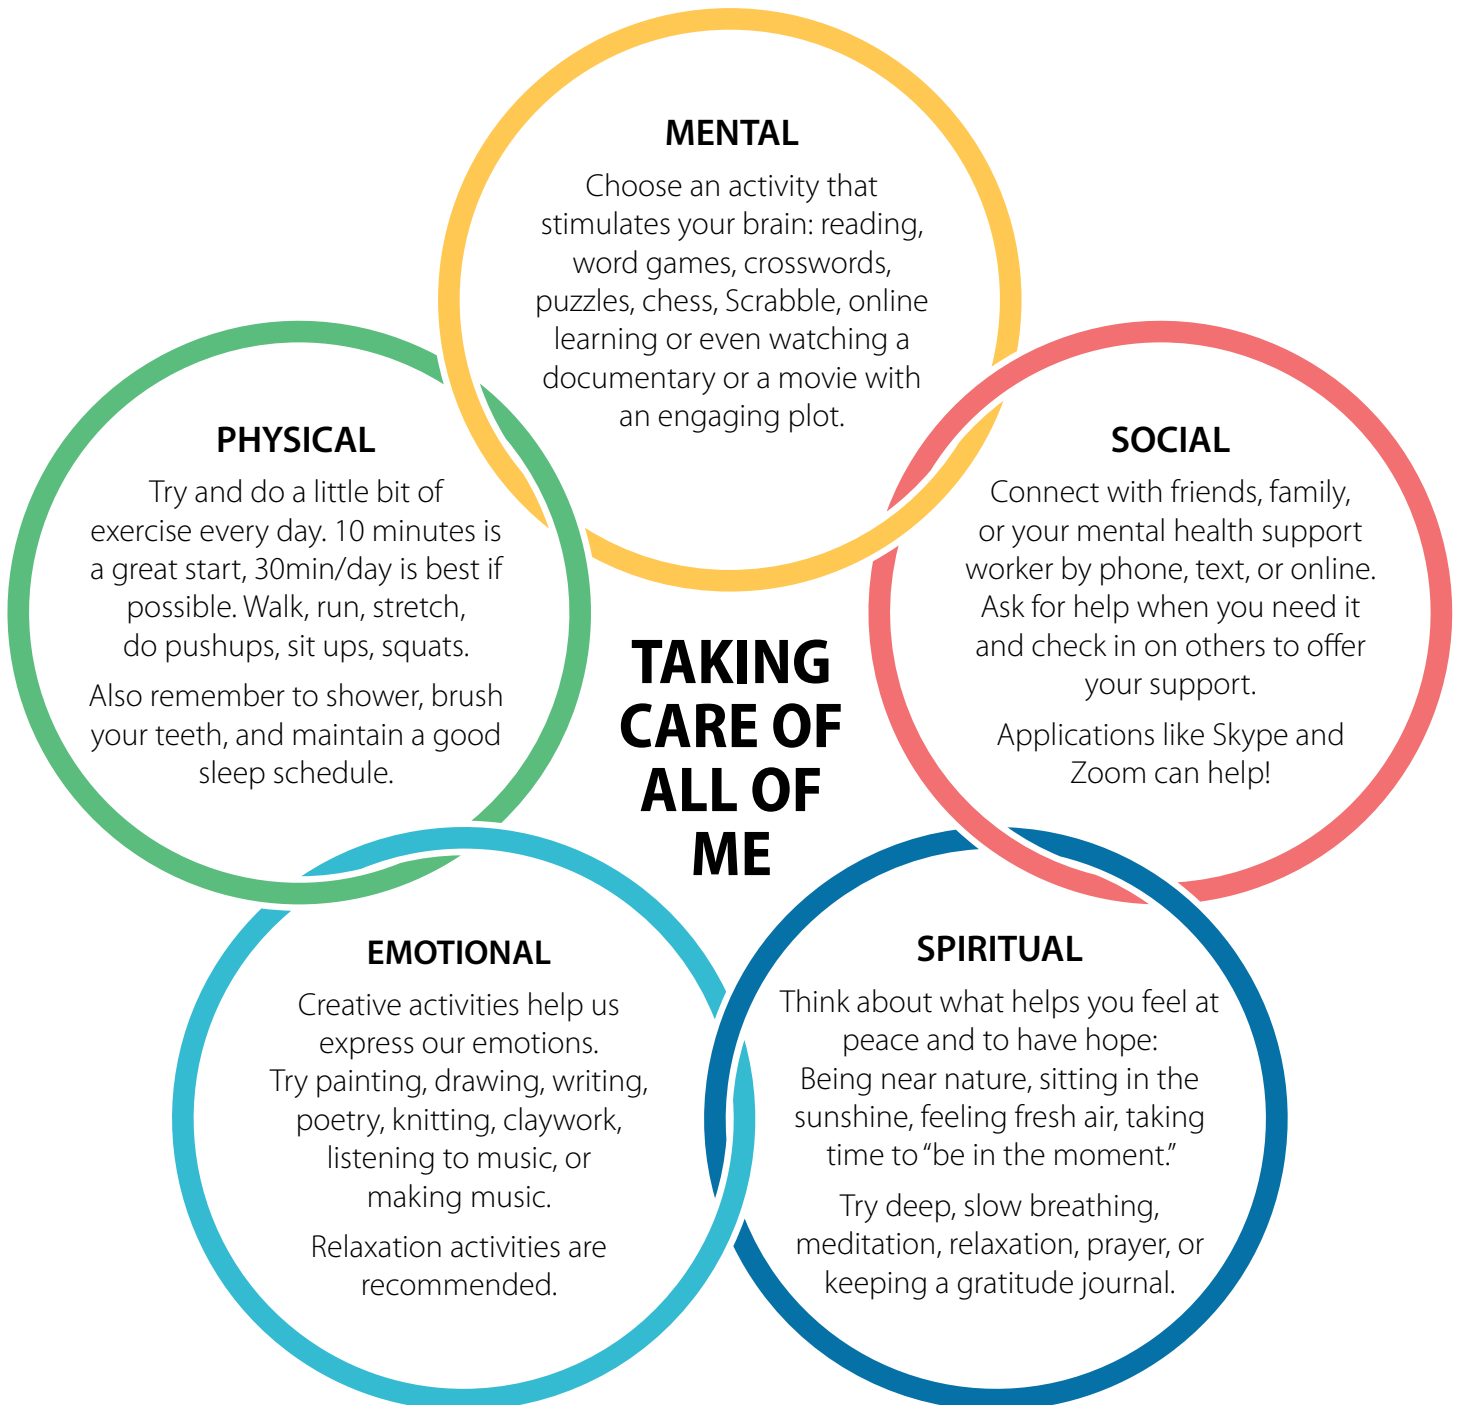 MENTAL
Choose an activity that
stimulates your brain: reading,
word games, crosswords,
puzzles, chess, Scrabble, online
learning or even watching a
documentary or a movie with
an engaging plot.
PHYSICAL
Try and do a little bit of
exercise every day. 10 minutes is
a great start, 30min/day is best if
possible. Walk, run, stretch,
do pushups, sit ups, squats.
Also remember to shower, brush
your teeth, and maintain a good
sleep schedule.
SOCIAL
Connect with friends, family,
or your mental health support
worker by phone, text, or online.
Ask for help when you need it
and check in on others to offer
your support.
Applications like Skype and
Zoom can help!
TAKING
CARE OF
ALL OF
ME
EMOTIONAL
Creative activities help us
express our emotions.
Try painting, drawing, writing,
poetry, knitting, claywork,
listening to music, or
making music.
Relaxation activities are
recommended.
SPIRITUAL
Think about what helps you feel at
peace and to have hope:
Being near nature, sitting in the
sunshine, feeling fresh air, taking
time to “be in the moment.”
Try deep, slow breathing,
meditation, relaxation, prayer, or
keeping a gratitude journal.